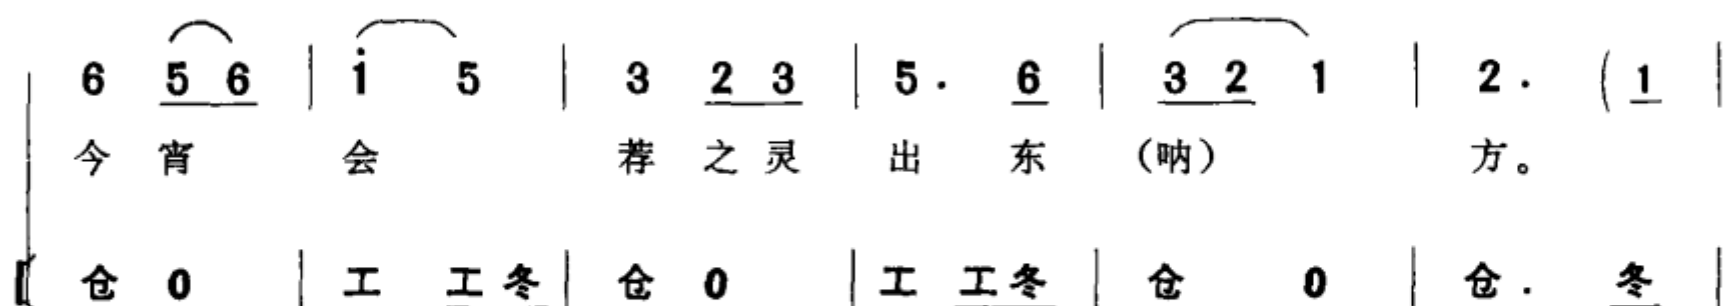 6 5 6 | i 5 | 3 2 3 | 5 . 6 | 3 2 1 | 2 . ( 1 |
今 宵 会 荐 之 灵 出 东 （呐） 方。
仓 0 | 工 工 冬 | 仓 0 | 工 工 冬 | 仓 0 | 仓 . 冬 |